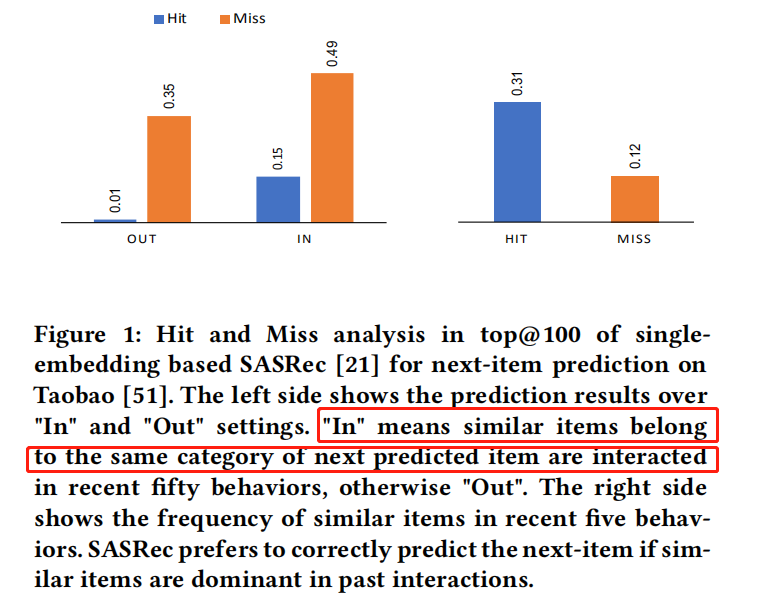 Hit Miss
0.01
0.35
0.15
0.49
OUT
IN
0.31
0.12
HIT
MISS
Figure 1: Hit and Miss analysis in top@100 of single-
embedding based SASRec [21] for next-item prediction on
Taobao [51]. The left side shows the prediction results over
"In" and "Out" settings. "In" means similar items belong
to the same category of next predicted item are interacted
in recent fifty behaviors, otherwise "Out". The right side
shows the frequency of similar items in recent five behav-
iors. SASRec prefers to correctly predict the next-item if sim-
ilar items are dominant in past interactions.